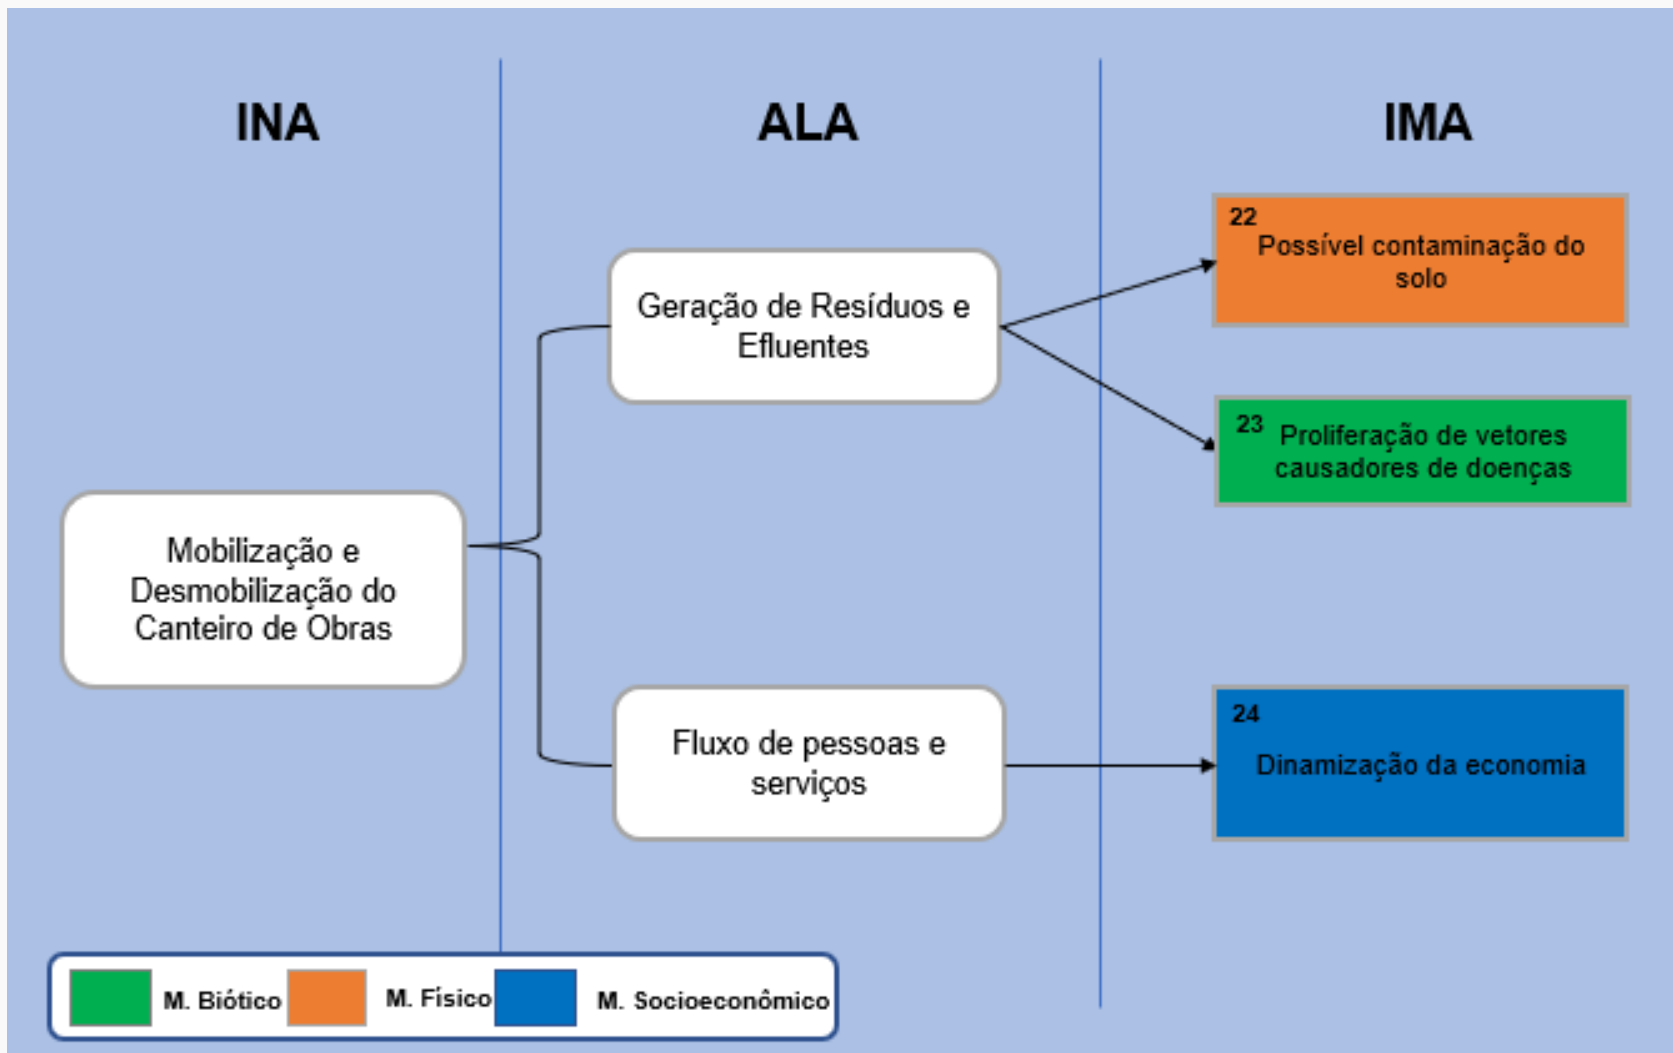 INA
ALA
IMA
Mobilização e
Desmobilização do
Canteiro de Obras
Geração de Resíduos e
Efluentes
Fluxo de pessoas e
serviços
22
Possível contaminação do
solo
23
Proliferação de vetores
causadores de doenças
24
Dinamização da economia
M. Biótico
M. Físico
M. Socioeconômico